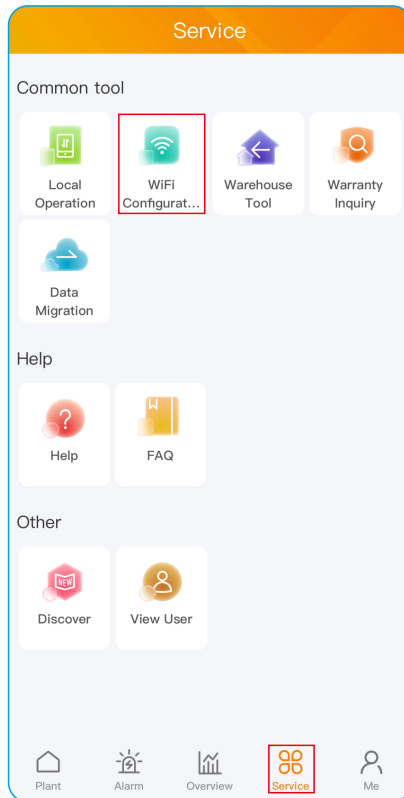 Service
Common tool
Local
Operation
WiFi
Configurat...
Warehouse
Tool
Warranty
Inquiry
Data
Migration
Help
Help
FAQ
Other
NEW
Discover
View User
Plant
Alarm
Overview
Service
Me